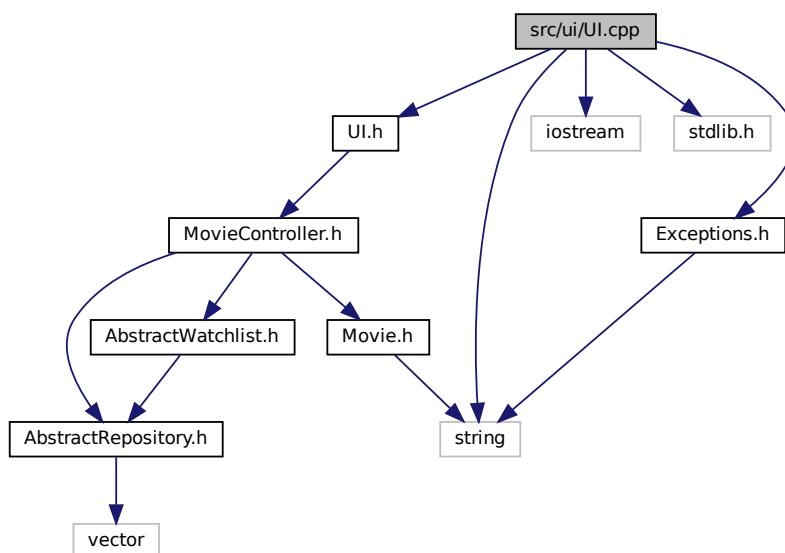 src/ui/UI.cpp
UI.h
iostream
stdlib.h
MovieController.h
Exceptions.h
AbstractWatchlist.h
Movie.h
AbstractRepository.h
string
vector